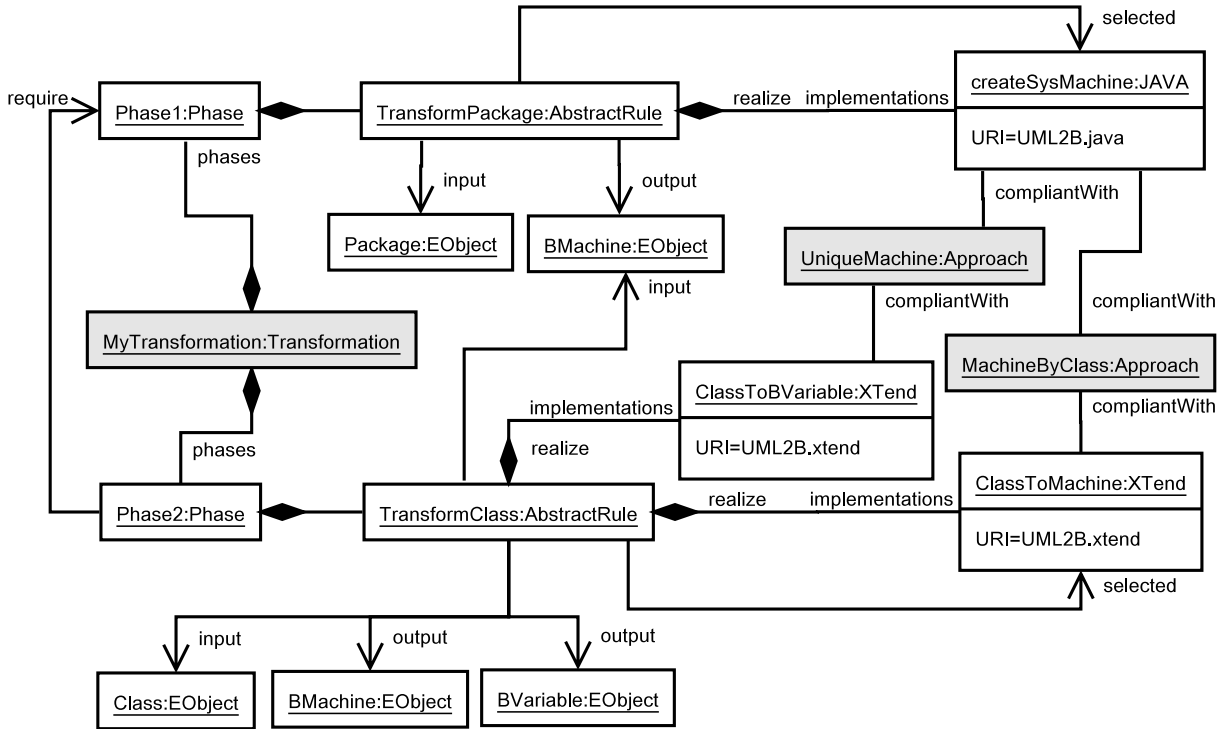 selected
createSysMachine:JAVA
require
Phase1:Phase
TransformPackage:AbstractRule
realize
implementations
URI=UML2B.java
phases
input
output
compliantWith
Package:EObject
BMachine:EObject
UniqueMachine:Approach
input
compliantWith
compliantWith
MyTransformation:Transformation
MachineByClass:Approach
ClassToBVariable:XTend
implementations
compliantWith
URI=UML2B.xtend
phases
realize
ClassToMachine:XTend
Phase2:Phase
TransformClass:AbstractRule
realize
implementations
URI=UML2B.xtend
selected
input
output
output
Class:EObject
BMachine:EObject
BVariable:EObject